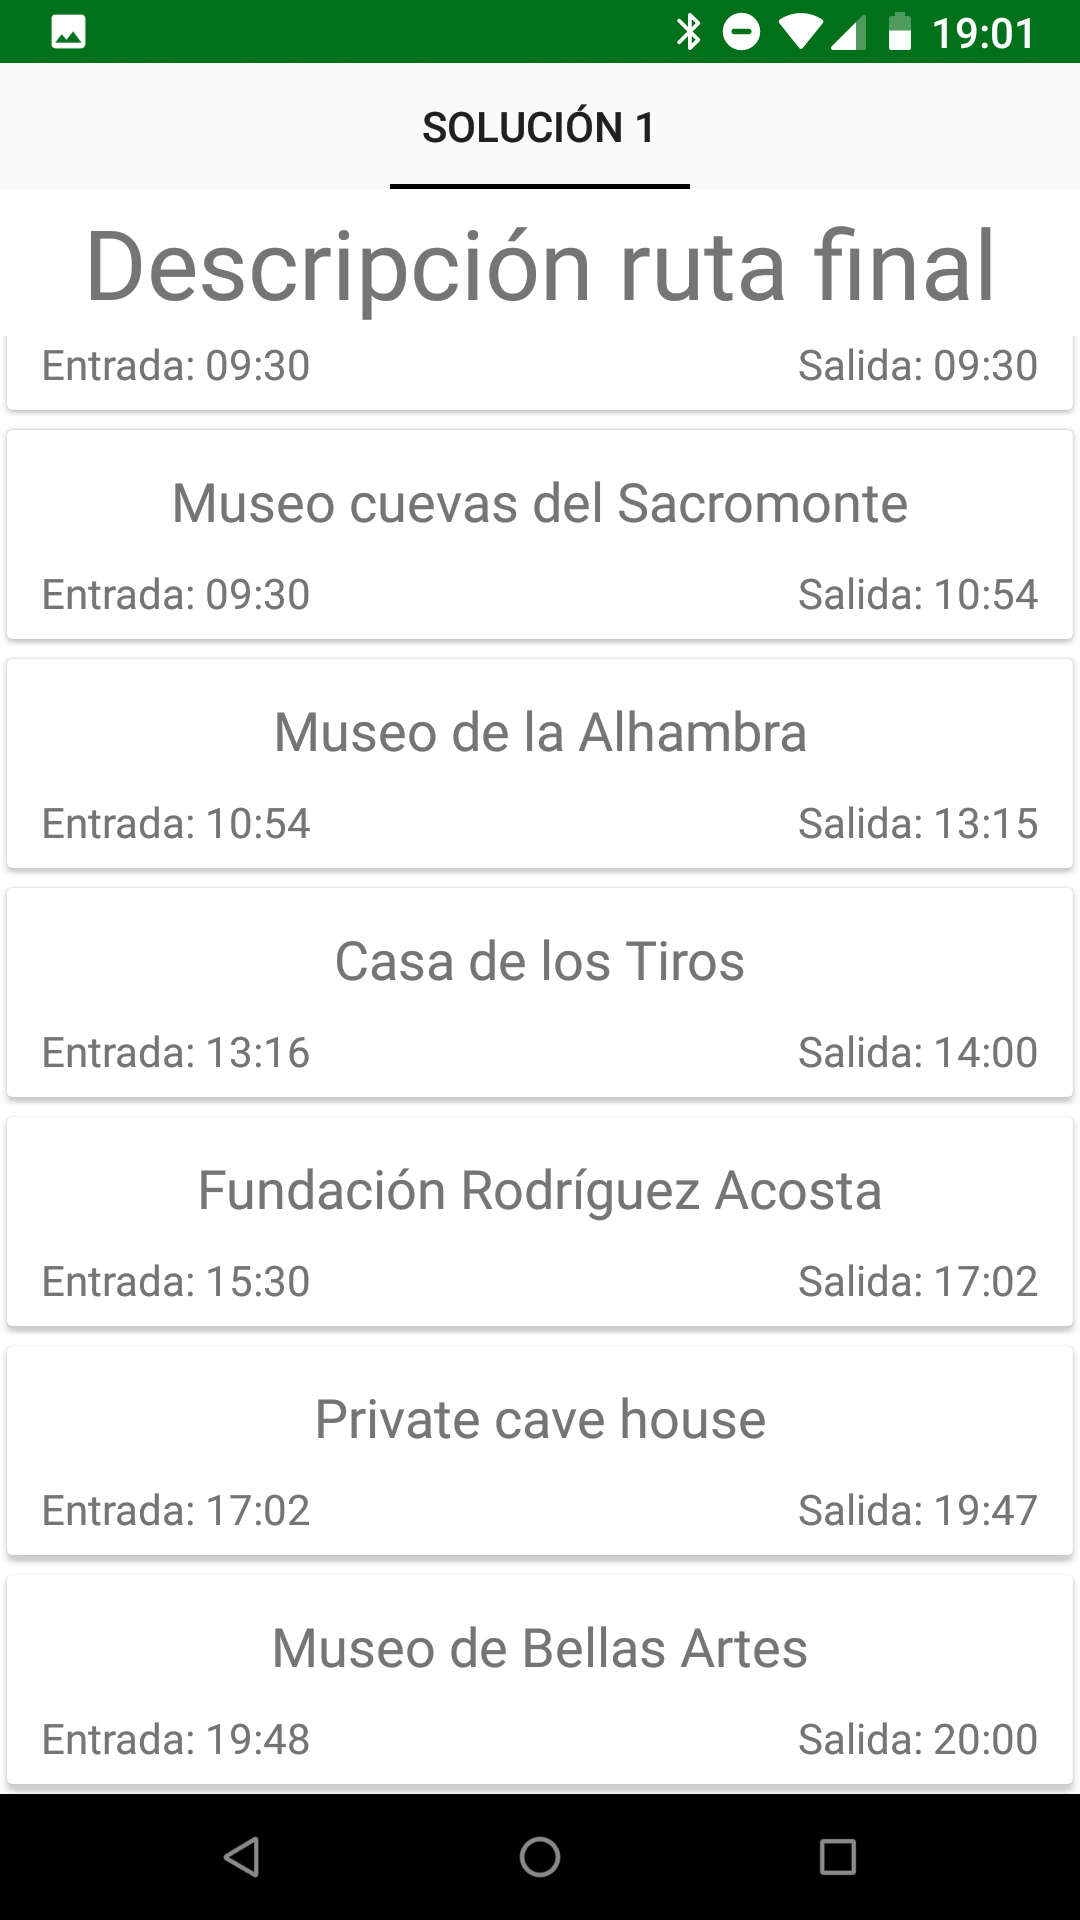 19:01
SOLUCIÓN 1
Descripción ruta final
Entrada: 09:30 Salida: 09:30
Museo cuevas del Sacromonte
Entrada: 09:30 Salida: 10:54
Museo de la Alhambra
Entrada: 10:54 Salida: 13:15
Casa de los Tiros
Entrada: 13:16 Salida: 14:00
Fundación Rodríguez Acosta
Entrada: 15:30 Salida: 17:02
Private cave house
Entrada: 17:02 Salida: 19:47
Museo de Bellas Artes
Entrada: 19:48 Salida: 20:00